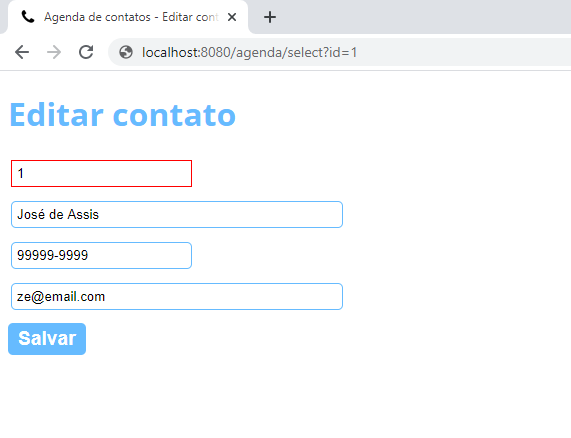 Agenda de contatos - Editar cont
localhost:8080/agenda/select?id=1
Editar contato
1
José de Assis
99999-9999
ze@email.com
Salvar